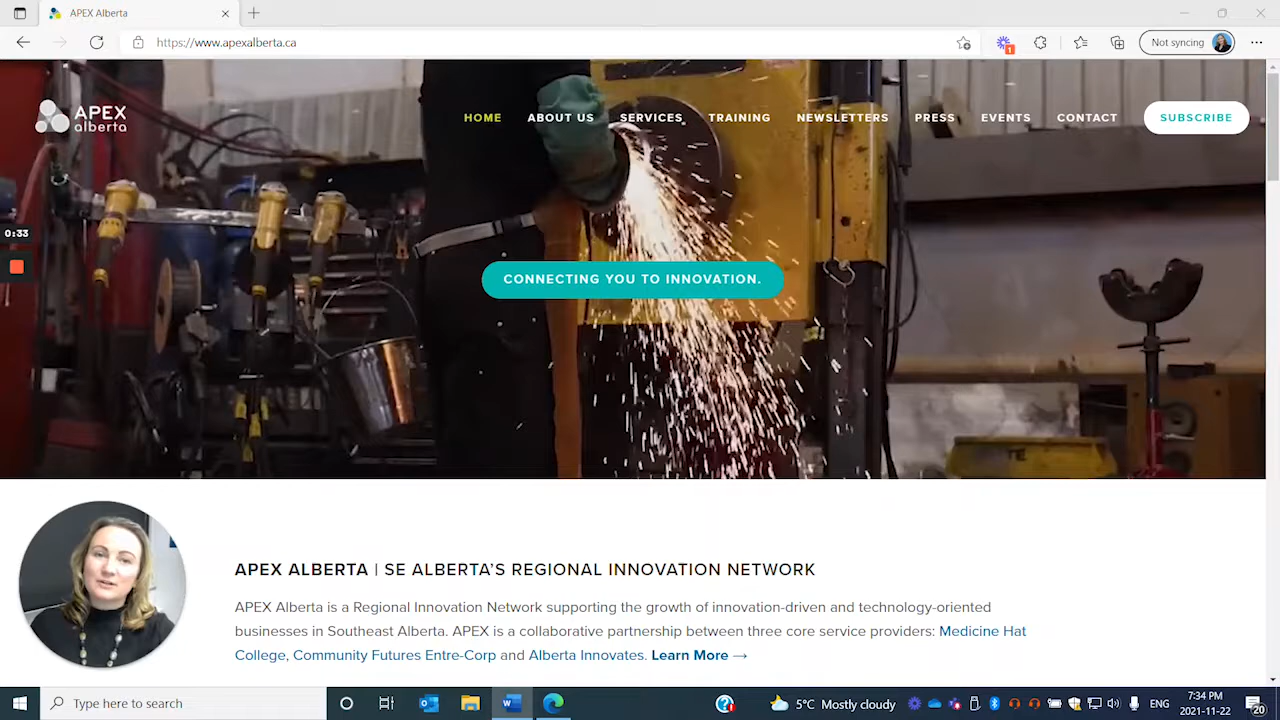 APEX Alberta
https://www.apexalberta.ca
1
Not syncing
APEX
alberta
HOME
ABOUT US
SERVICES
TRAINING
NEWSLETTERS
PRESS
EVENTS
CONTACT
SUBSCRIBE
0:33
CONNECTING YOU TO INNOVATION.
APEX ALBERTA | SE ALBERTA'S REGIONAL INNOVATION NETWORK
APEX Alberta is a Regional Innovation Network supporting the growth of innovation-driven and technology-oriented
businesses in Southeast Alberta. APEX is a collaborative partnership between three core service providers: Medicine Hat
College, Community Futures Entre-Corp and Alberta Innovates. Learn More →
Type here to search
5°C Mostly cloudy
ENG
7:34 PM
2021-11-22
20